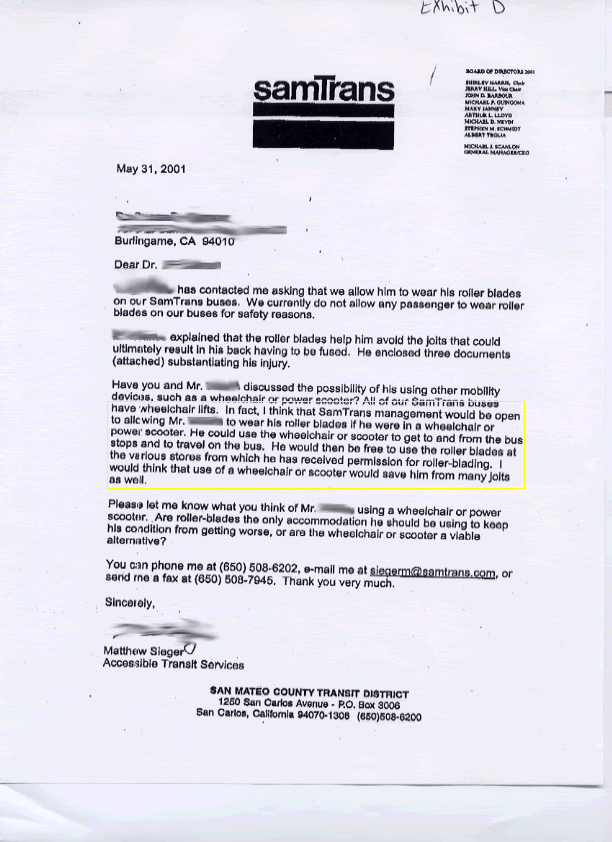 Exhibit D
samTrans
BOARD OF DIRECTORS 2001
SHIRLEY HARRIS, Chair
JERRY HILL, Vice Chair
JOHN D. BARBOUR
MICHAEL P. GUINGONA
MARY JANNEY
ARTHUR L. LLOYD
MICHAEL D. NEVIN
STEPHEN M. SCHMIDT
ALBERT TEGLIA
MICHAEL J. SCANLON
GENERAL MANAGER/CEO
May 31, 2001
Burlingame, CA 94010
Dear Dr.
has contacted me asking that we allow him to wear his roller blades
on our SamTrans buses. We currently do not allow any passenger to wear roller
blades on our buses for safety reasons.
explained that the roller blades help him avoid the jolts that could
ultimately result in his back having to be fused. He enclosed three documents
(attached) substantiating his injury.
Have you and Mr. discussed the possibility of his using other mobility
devices, such as a wheelchair or power scooter? All of our SamTrans buses
have wheelchair lifts. In fact, I think that SamTrans management would be open
to allowing Mr. to wear his roller blades if he were in a wheelchair or
power scooter. He could use the wheelchair or scooter to get to and from the bus
stops and to travel on the bus. He would then be free to use the roller blades at
the various stores from which he has received permission for roller-blading. I
would think that use of a wheelchair or scooter would save him from many jolts
as well.
Please let me know what you think of Mr. using a wheelchair or power
scooter. Are roller-blades the only accommodation he should be using to keep
his condition from getting worse, or are the wheelchair or scooter a viable
alternative?
You can phone me at (650) 508-6202, e-mail me at siegerm@samtrans.com, or
send me a fax at (650) 508-7945. Thank you very much.
Sincerely,
Matthew Sieger
Accessible Transit Services
SAN MATEO COUNTY TRANSIT DISTRICT
1250 San Carlos Avenue - P.O. Box 3006
San Carlos, California 94070-1306 (650)508-6200